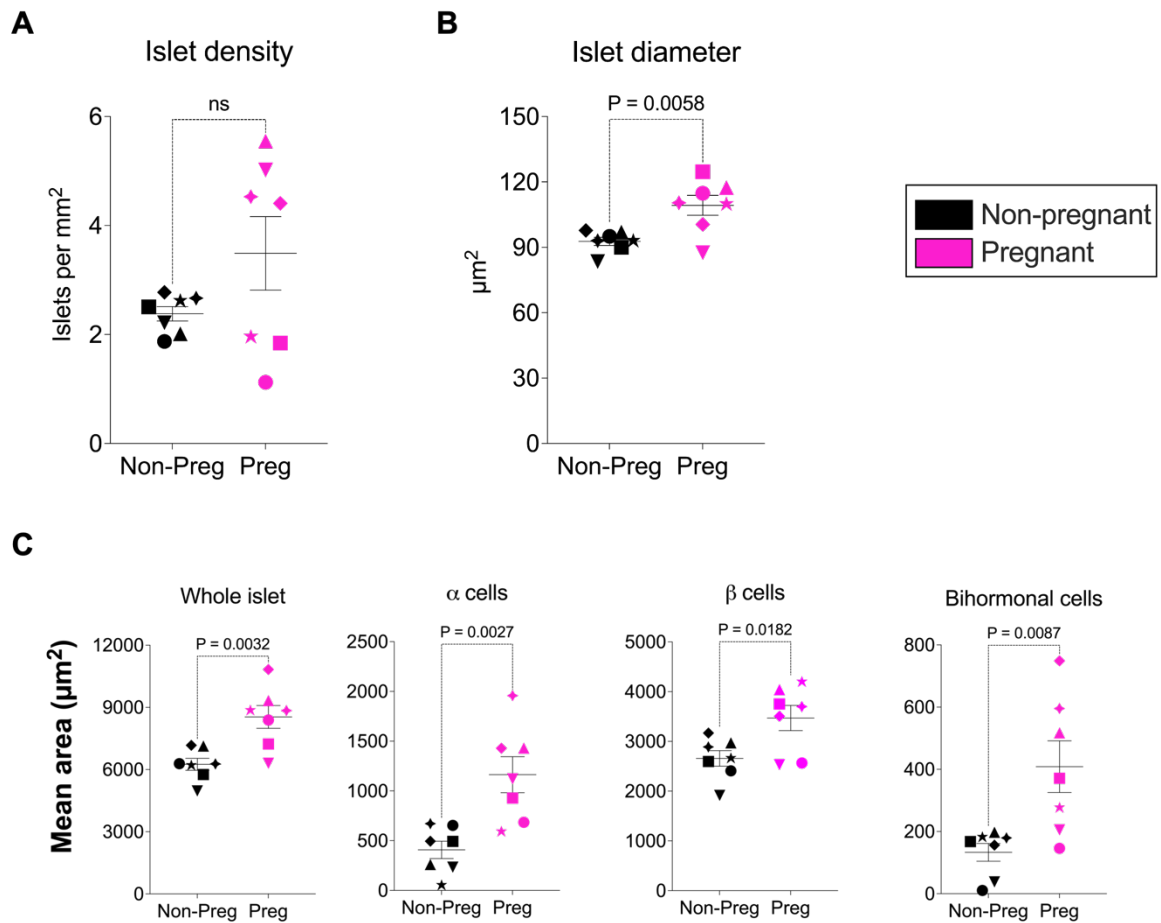 A
Islet density
ns
Islets per mm²
6
4
2
0
Non-Preg
Preg
B
Islet diameter
P = 0.0058
µm²
150
120
90
60
30
0
Non-Preg
Preg
Non-pregnant
Pregnant
C
Mean area (µm²)
Whole islet
P = 0.0032
12000
9000
6000
3000
0
Non-Preg
Preg
α cells
P = 0.0027
2500
2000
1500
1000
500
0
Non-Preg
Preg
β cells
P = 0.0182
5000
4000
3000
2000
1000
0
Non-Preg
Preg
Bihormonal cells
P = 0.0087
800
600
400
200
0
Non-Preg
Preg